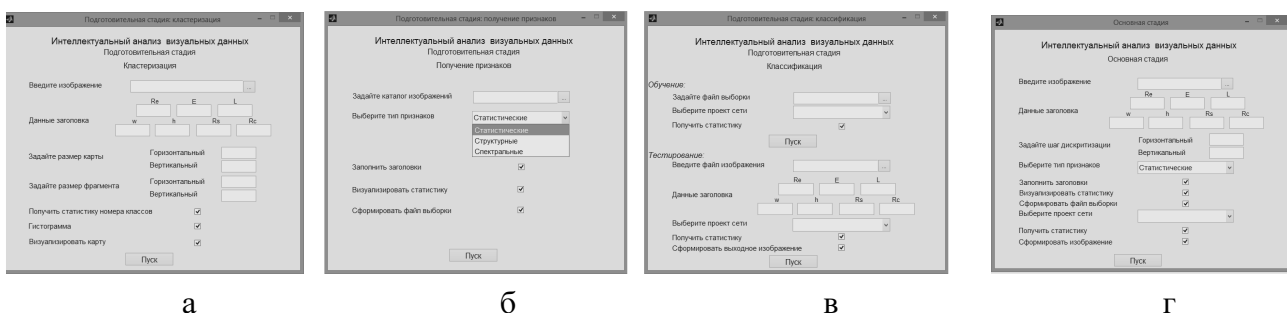 Подготовительная стадия: кластеризация
Интеллектуальный анализ визуальных данных
Подготовительная стадия
Кластеризация
Введите изображение ...
Re E L
Данные заголовка
w h Rs Rc
Задайте размер карты
Горизонтальный
Вертикальный
Задайте размер фрагмента
Горизонтальный
Вертикальный
Получить статистику номера классов
Гистограмма
Визуализировать карту
Пуск
а
Подготовительная стадия: получение признаков
Интеллектуальный анализ визуальных данных
Подготовительная стадия
Получение признаков
Задайте каталог изображений ...
Выберите тип признаков Статистические
Статистические
Структурные
Спектральные
Заполнить заголовки
Визуализировать статистику
Сформировать файл выборки
Пуск
б
Подготовительная стадия: классификация
Интеллектуальный анализ визуальных данных
Подготовительная стадия
Классификация
Обучение:
Задайте файл выборки ...
Выберите проект сети
Получить статистику
Пуск
Тестирование:
Введите файл изображения ...
Re E L
Данные заголовка
w h Rs Rc
Выберите проект сети
Получить статистику
Сформировать выходное изображение
Пуск
в
Основная стадия
Интеллектуальный анализ визуальных данных
Основная стадия
Введите изображение ...
Re E L
Данные заголовка
w h Rs Rc
Задайте шаг дискритизации
Горизонтальный
Вертикальный
Выберите тип признаков Статистические
Заполнить заголовки
Визуализировать статистику
Сформировать файл выборки
Выберите проект сети
Получить статистику
Сформировать изображение
Пуск
г